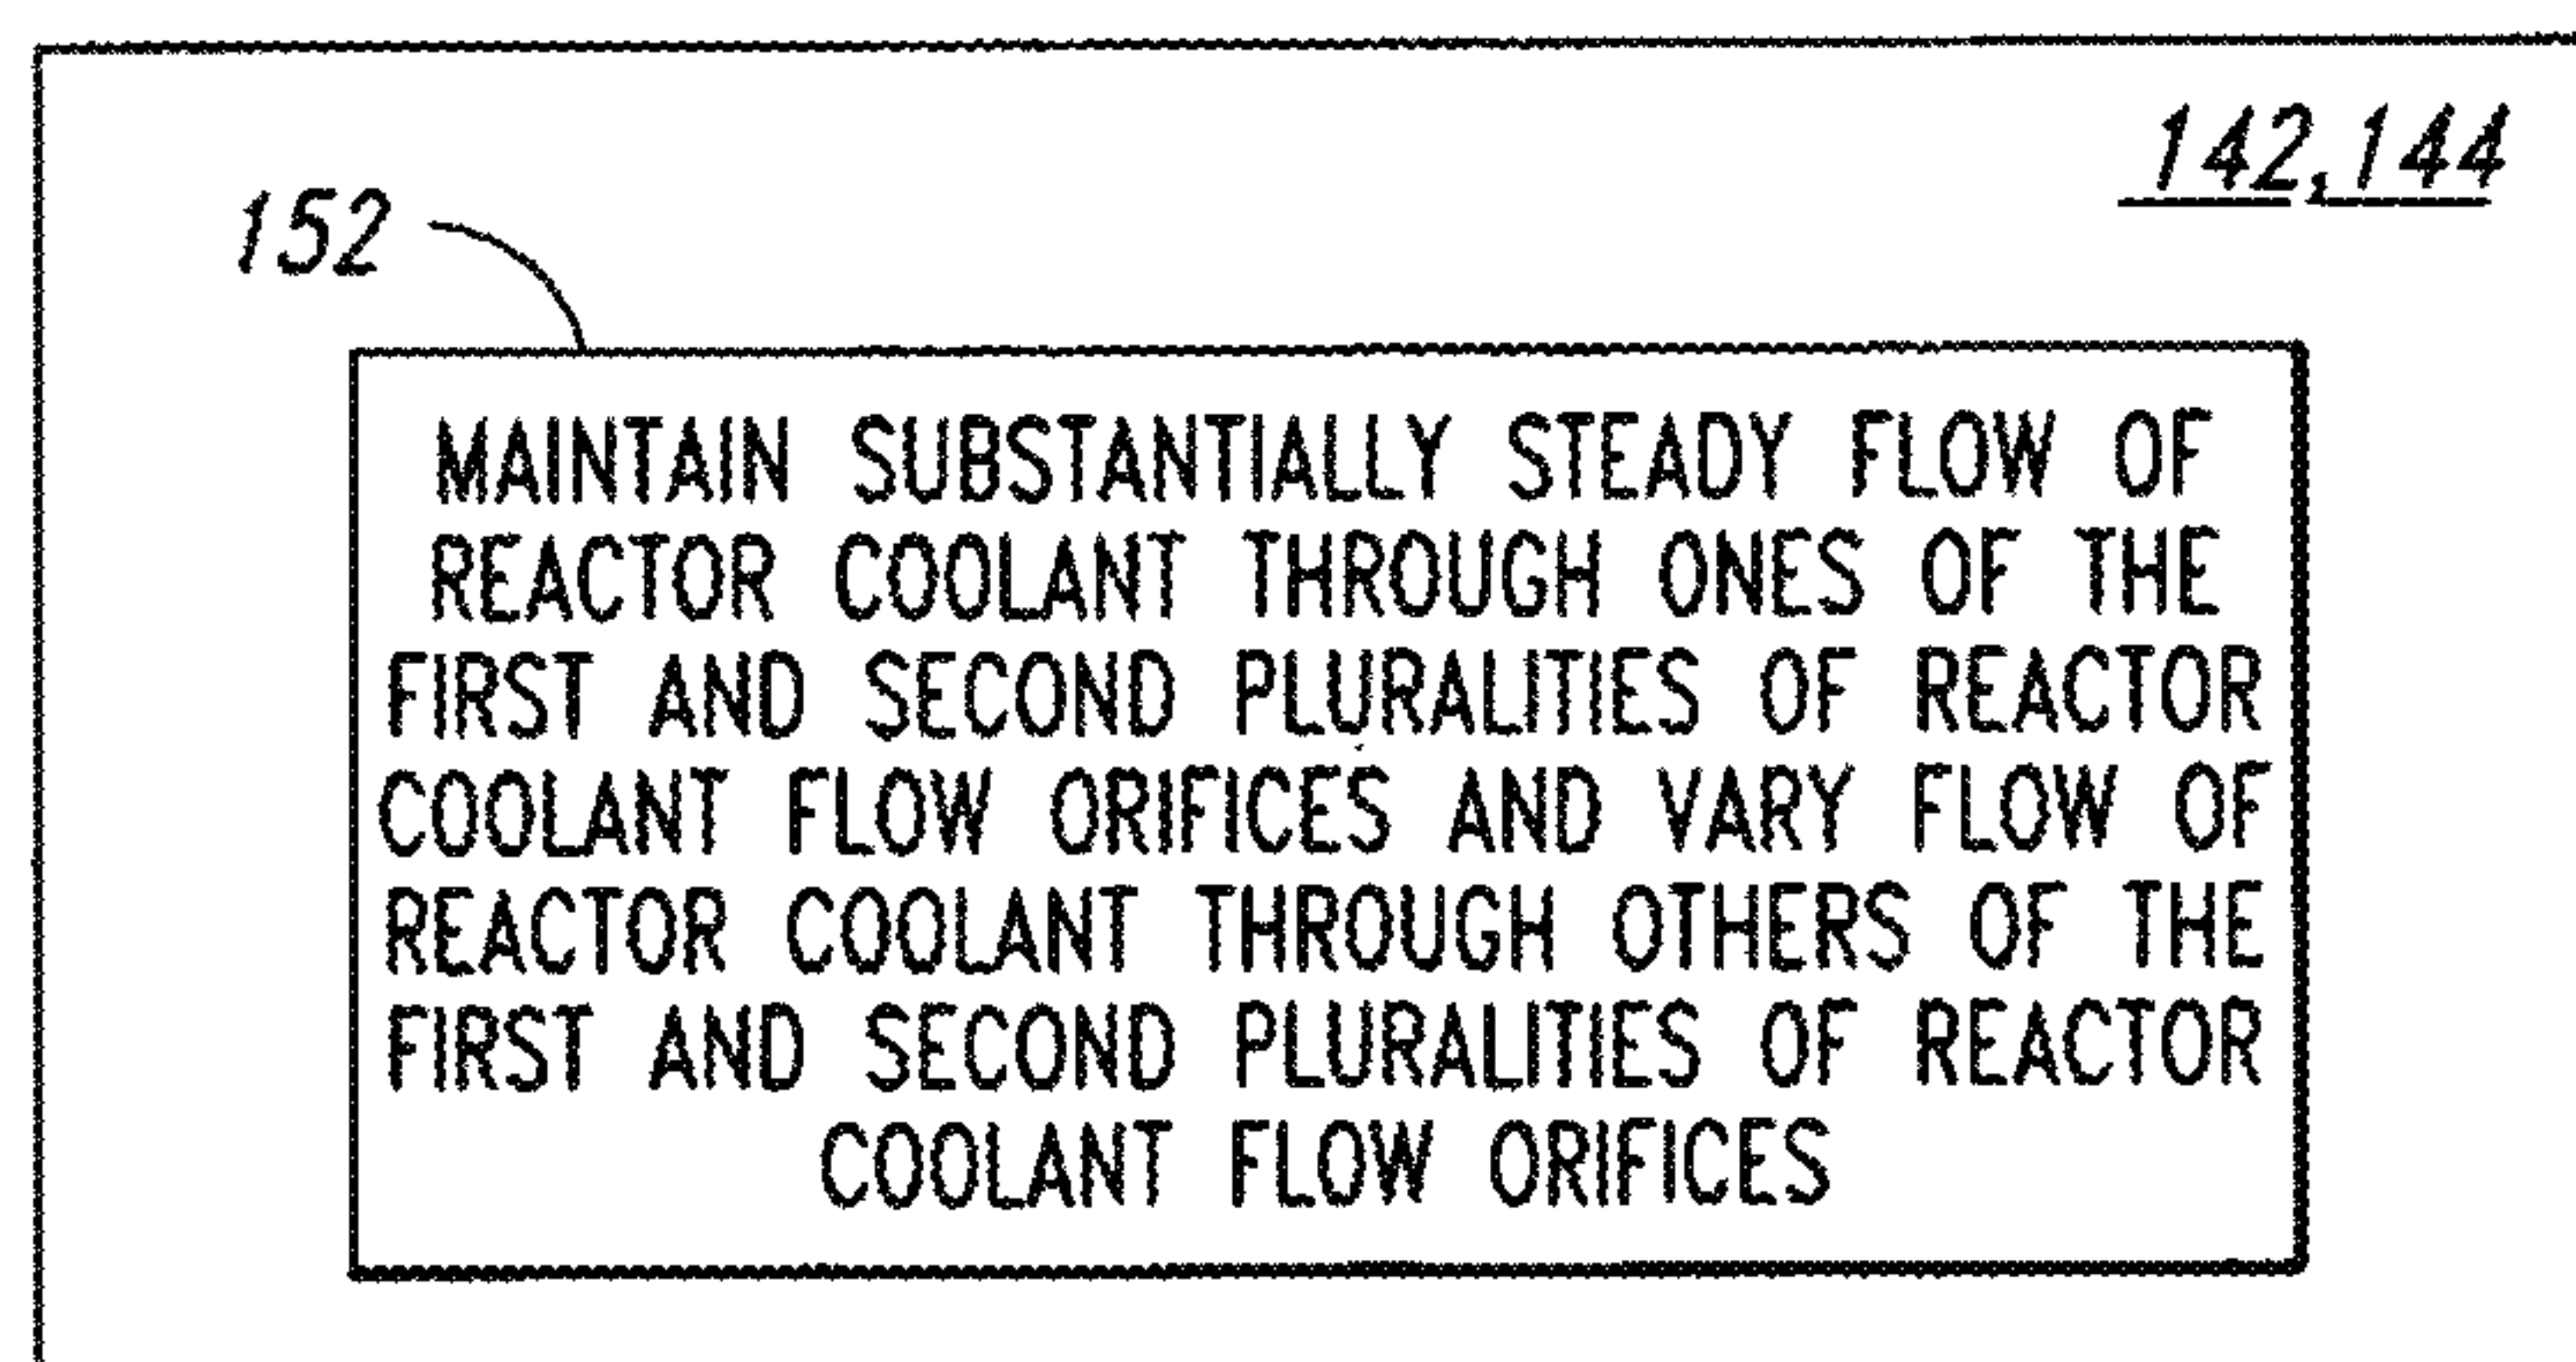 142,144
152
MAINTAIN SUBSTANTIALLY STEADY FLOW OF
REACTOR COOLANT THROUGH ONES OF THE
FIRST AND SECOND PLURALITIES OF REACTOR
COOLANT FLOW ORIFICES AND VARY FLOW OF
REACTOR COOLANT THROUGH OTHERS OF THE
FIRST AND SECOND PLURALITIES OF REACTOR
COOLANT FLOW ORIFICES